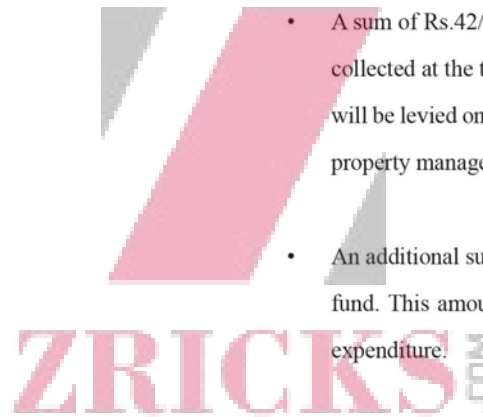 • A sum of Rs.42/
collected at the t
will be levied on
property manage
• An additional su
fund. This amou
expenditure.
ZRICKS